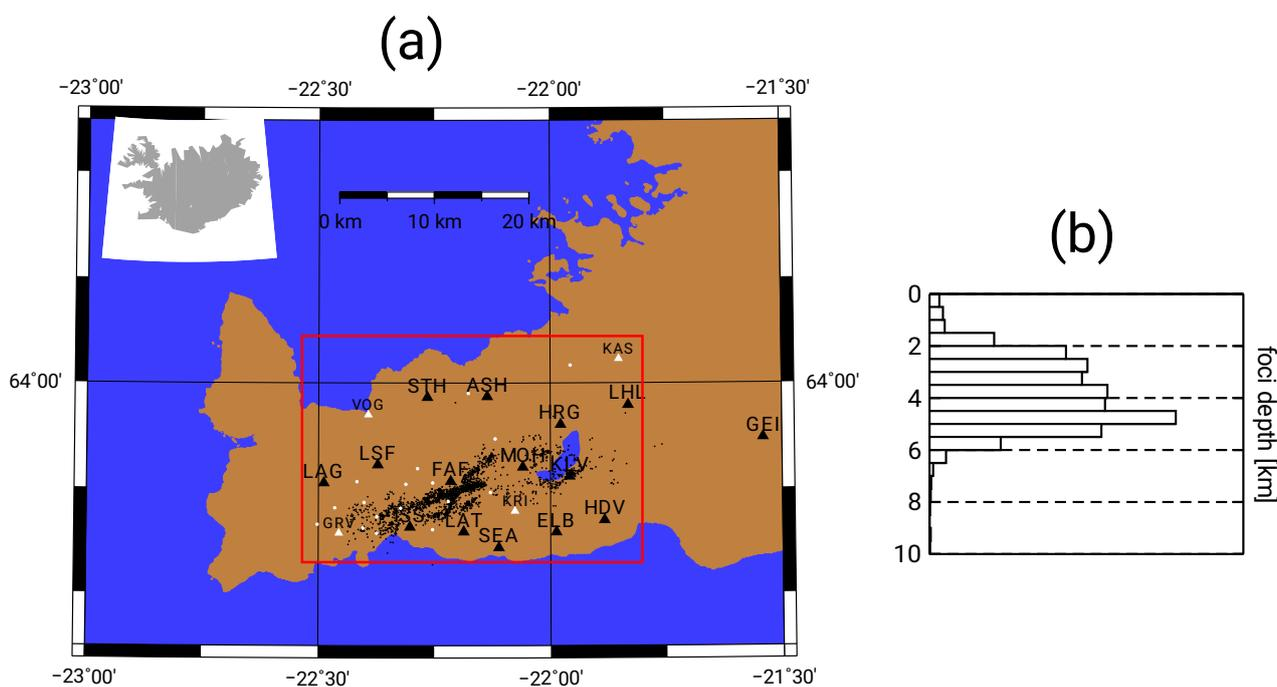 (a)
−23°00'
−22°30'
−22°00'
−21°30'
0 km
10 km
20 km
64°00'
64°00'
KAS
STH
ASH
LHL
VOG
HRG
GEI
LSF
MOH
KLV
LAG
FAF
KRI
HDV
GRV
LAT
ELB
SEA
−23°00'
−22°30'
−22°00'
−21°30'
(b)
0
2
4
6
8
10
foci depth [km]